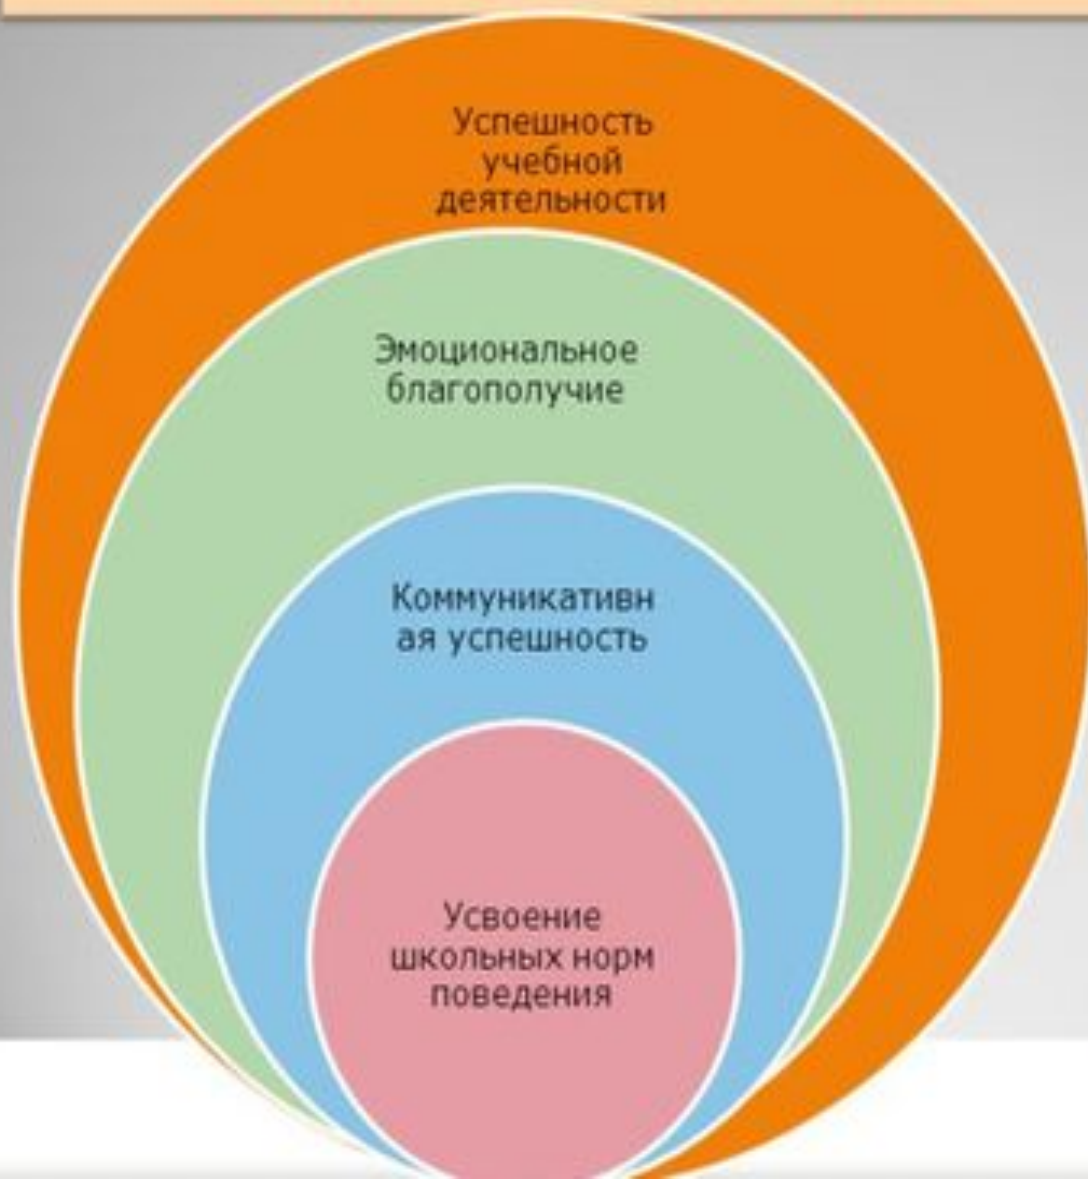 Успешность
учебной
деятельности
Эмоциональное
благополучие
Коммуникативн
ая успешность
Усвоение
школьных норм
поведения